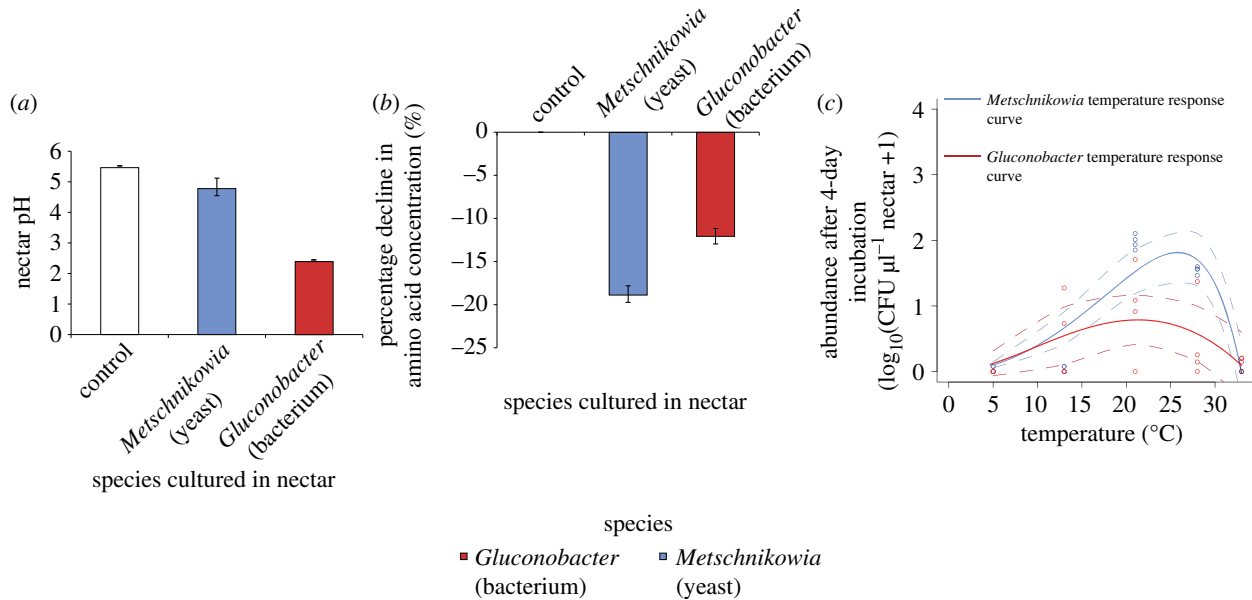 (a)
nectar pH
6
5
4
3
2
1
0
control
Metschnikowia
(yeast)
Gluconobacter
(bacterium)
species cultured in nectar
(b)
percentage decline in
amino acid concentration (%)
control
Metschnikowia
(yeast)
Gluconobacter
(bacterium)
0
−5
−10
−15
−20
−25
species cultured in nectar
(c)
abundance after 4-day
incubation
(log10(CFU µl−1 nectar +1)
Metschnikowia temperature response
curve
Gluconobacter temperature response
curve
4
3
2
1
0
0 5 10 15 20 25 30
temperature (°C)
species
Gluconobacter
(bacterium)
Metschnikowia
(yeast)